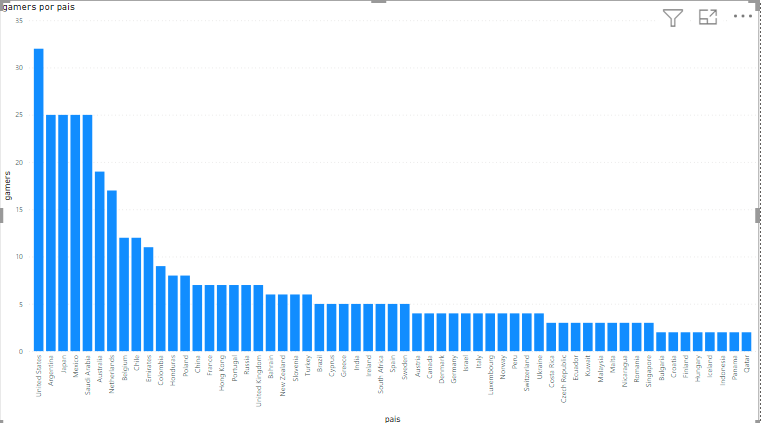 gamers por pais
35
30
25
20
15
10
5
0
gamers
United States
Argentina
Japan
Mexico
Saudi Arabia
Australia
Netherlands
Belgium
Chile
Emirates
Colombia
Honduras
Poland
China
France
Hong Kong
Portugal
Russia
United Kingdom
Bahrain
New Zealand
Slovenia
Turkey
Brazil
Cyprus
Greece
India
Ireland
South Africa
Spain
Sweden
Austria
Canada
Denmark
Germany
Israel
Italy
Luxembourg
Norway
Peru
Switzerland
Ukraine
Costa Rica
Czech Republic
Ecuador
Kuwait
Malaysia
Malta
Nicaragua
Romania
Singapore
Bulgaria
Croatia
Finland
Hungary
Iceland
Indonesia
Panama
Qatar
pais